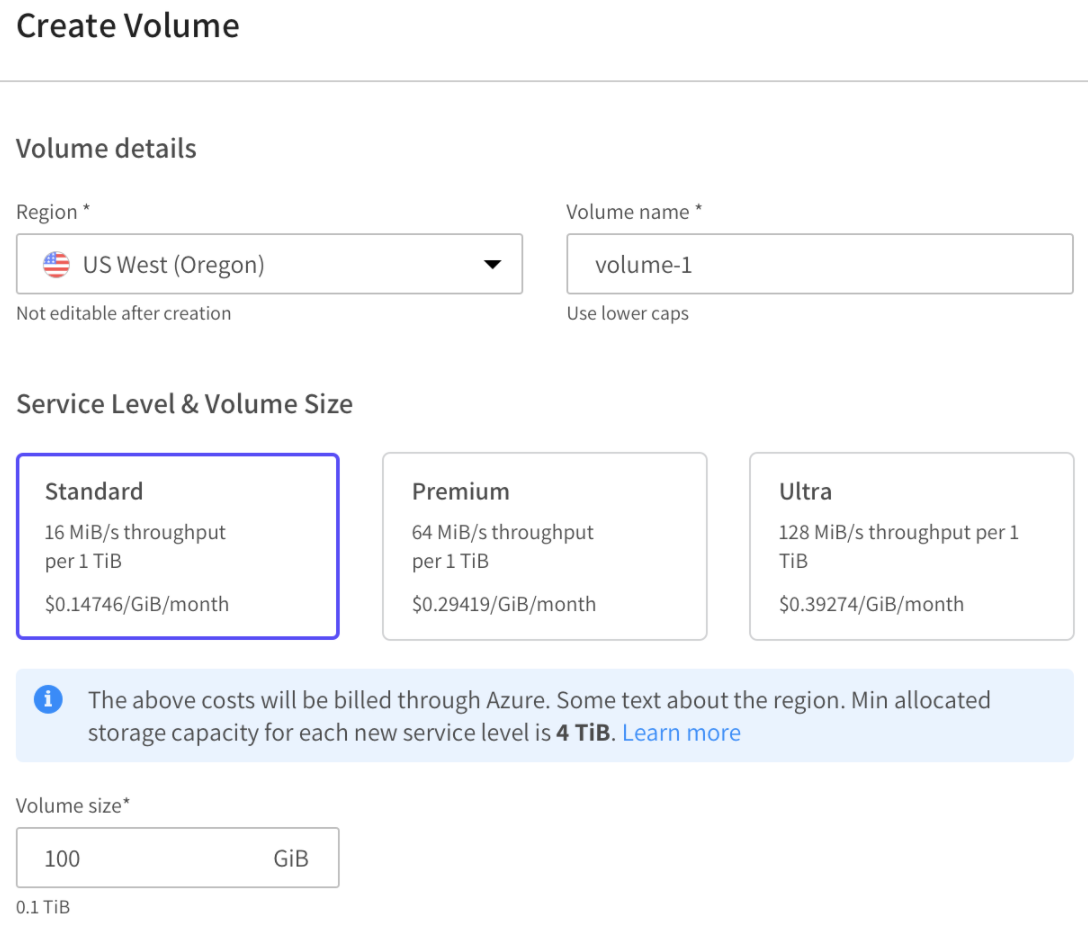 Create Volume
Volume details
Region *
Volume name *
US West (Oregon)
volume-1
Not editable after creation
Use lower caps
Service Level & Volume Size
Standard
16 MiB/s throughput
per 1 TiB
$0.14746/GiB/month
Premium
64 MiB/s throughput
per 1 TiB
$0.29419/GiB/month
Ultra
128 MiB/s throughput per 1
TiB
$0.39274/GiB/month
The above costs will be billed through Azure. Some text about the region. Min allocated
storage capacity for each new service level is 4 TiB. Learn more
Volume size*
100 GiB
0.1 TiB